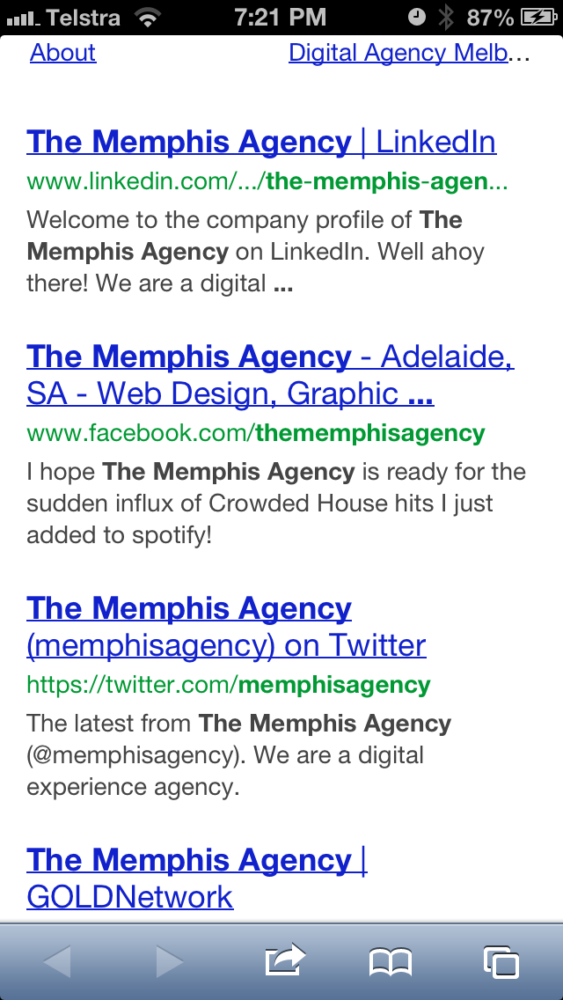 Telstra 7:21 PM 87%
About Digital Agency Melb...
The Memphis Agency | LinkedIn
www.linkedin.com/.../the-memphis-agen...
Welcome to the company profile of The
Memphis Agency on LinkedIn. Well ahoy
there! We are a digital ...
The Memphis Agency - Adelaide,
SA - Web Design, Graphic ...
www.facebook.com/thememphisagency
I hope The Memphis Agency is ready for the
sudden influx of Crowded House hits I just
added to spotify!
The Memphis Agency
(memphisagency) on Twitter
https://twitter.com/memphisagency
The latest from The Memphis Agency
(@memphisagency). We are a digital
experience agency.
The Memphis Agency |
GOLDNetwork